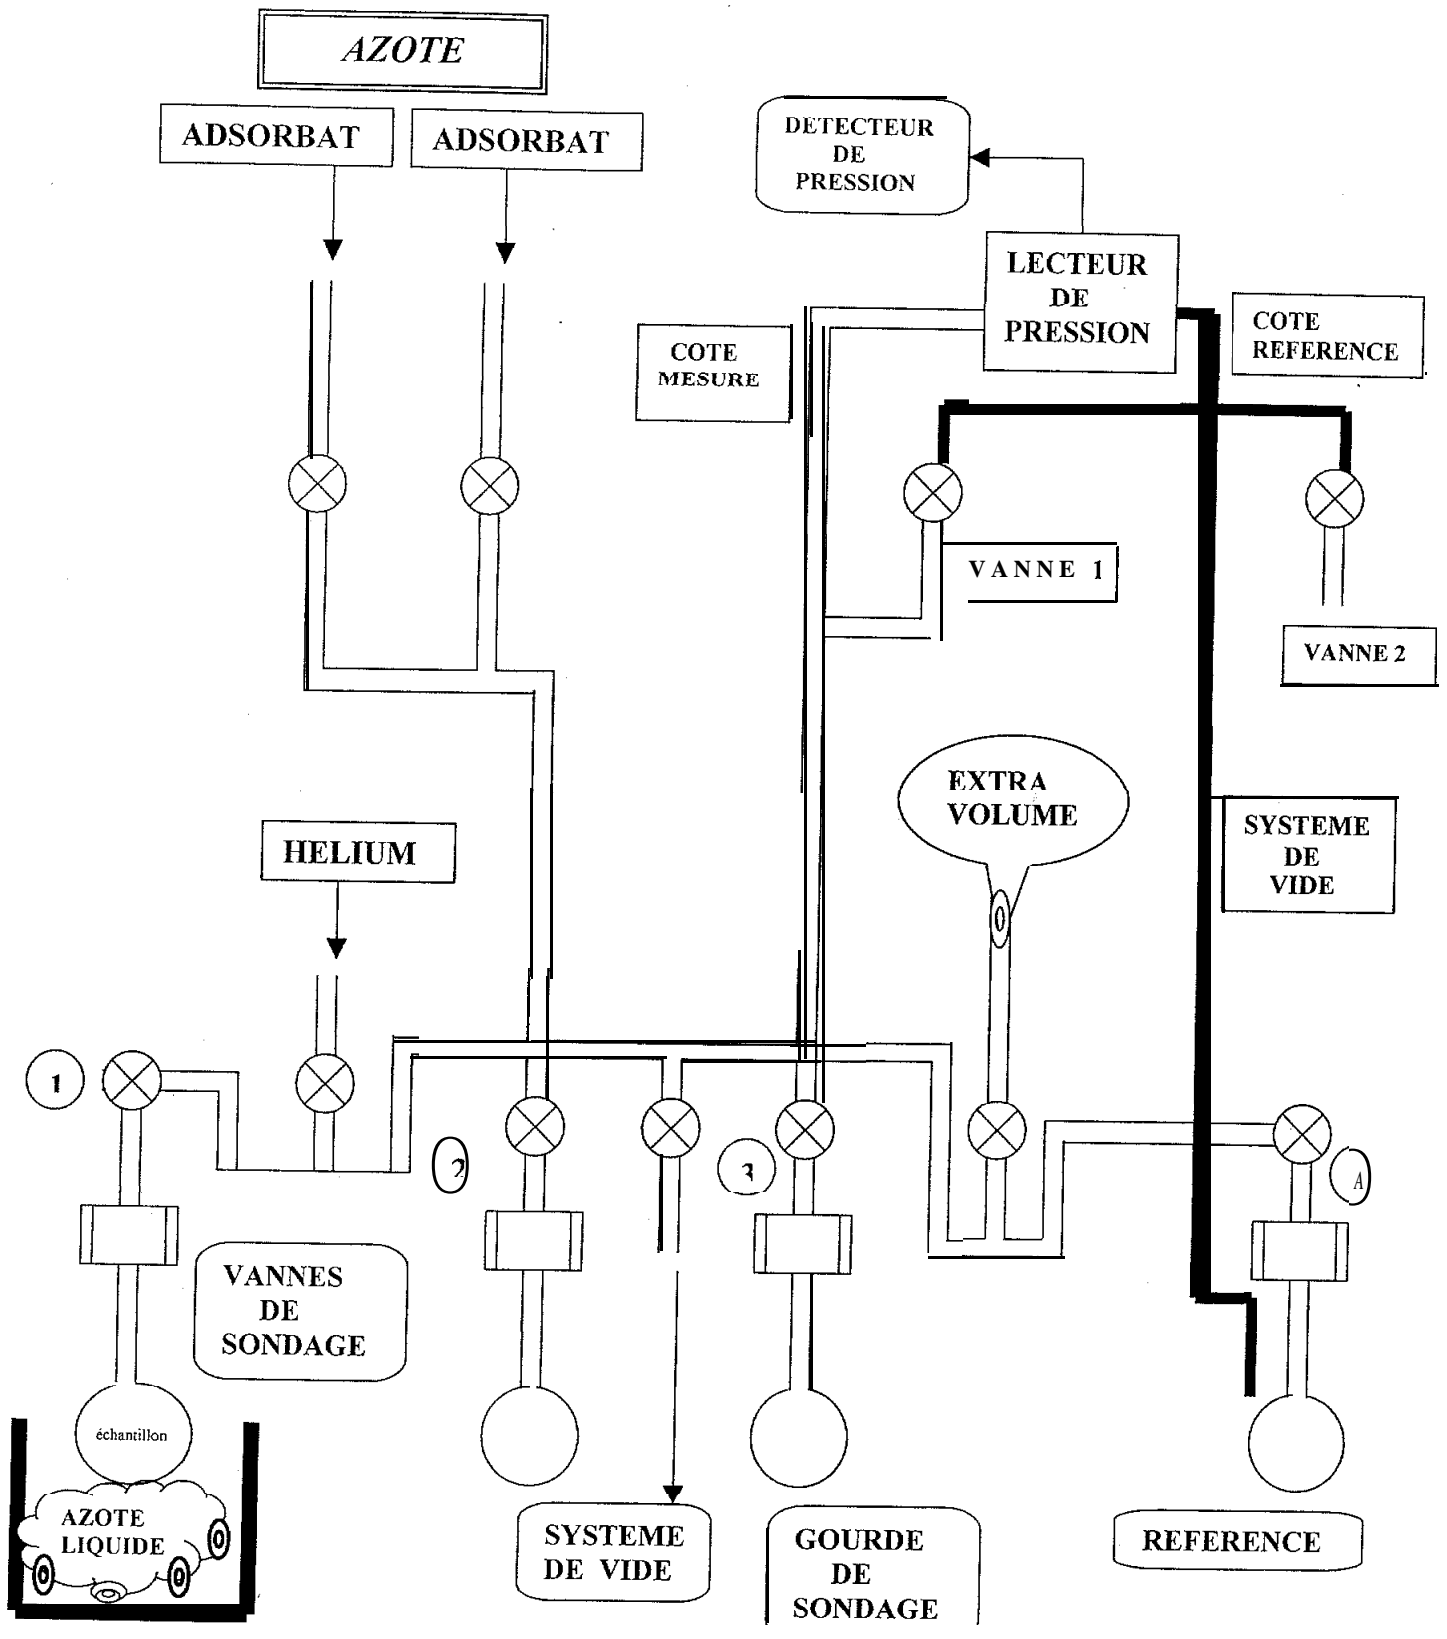 AZOTE
ADSORBAT
ADSORBAT
DETECTEUR
DE
PRESSION
LECTEUR
DE
PRESSION
COTE
MESURE
COTE
REFERENCE
VANNE 1
VANNE 2
EXTRA
VOLUME
SYSTEME
DE
VIDE
HELIUM
1
2
3
A
VANNES
DE
SONDAGE
échantillon
AZOTE
LIQUIDE
SYSTEME
DE VIDE
GOURDE
DE
SONDAGE
REFERENCE